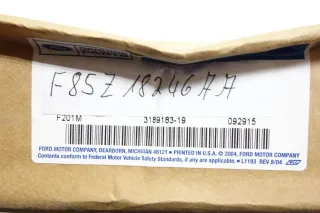 F85Z 18246 AA
F201M 3189163-19 092915
FORD MOTOR COMPANY, DEARBORN, MICHIGAN 48121 • PRINTED IN U.S.A. © 2004, FORD MOTOR COMPANY
Contents conform to Federal Motor Vehicle Safety Standards, if any are applicable. • L1193 REV 8/04